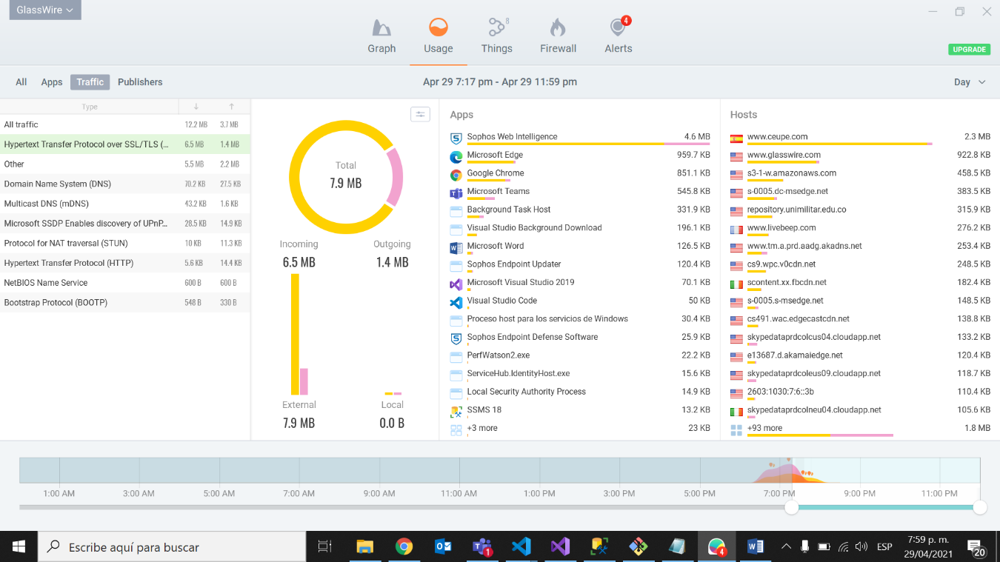 GlassWire
Graph
Usage
8
Things
Firewall
4
Alerts
UPGRADE
All Apps Traffic Publishers
Apr 29 7:17 pm - Apr 29 11:59 pm
Day
Type ↓ ↑
All traffic 12.2 MB 3.7 MB
Hypertext Transfer Protocol over SSL/TLS (... 6.5 MB 1.4 MB
Other 5.5 MB 2.2 MB
Domain Name System (DNS) 70.2 KB 27.5 KB
Multicast DNS (mDNS) 43.2 KB 1.6 KB
Microsoft SSDP Enables discovery of UPnP... 28.5 KB 14.9 KB
Protocol for NAT traversal (STUN) 10 KB 11.3 KB
Hypertext Transfer Protocol (HTTP) 5.6 KB 14.4 KB
NetBIOS Name Service 600 B 600 B
Bootstrap Protocol (BOOTP) 548 B 330 B
Total
7.9 MB
Incoming Outgoing
6.5 MB 1.4 MB
External Local
7.9 MB 0.0 B
Apps
Sophos Web Intelligence 4.6 MB
Microsoft Edge 959.7 KB
Google Chrome 851.1 KB
Microsoft Teams 545.8 KB
Background Task Host 331.9 KB
Visual Studio Background Download 196.1 KB
Microsoft Word 126.5 KB
Sophos Endpoint Updater 120.4 KB
Microsoft Visual Studio 2019 70.1 KB
Visual Studio Code 50 KB
Proceso host para los servicios de Windows 30.4 KB
Sophos Endpoint Defense Software 25.9 KB
PerfWatson2.exe 22.2 KB
ServiceHub.IdentityHost.exe 15.6 KB
Local Security Authority Process 14.9 KB
SSMS 18 13.2 KB
+3 more 23 KB
Hosts
www.ceupe.com 2.3 MB
www.glasswire.com 922.8 KB
s3-1-w.amazonaws.com 458.5 KB
s-0005.dc-msedge.net 383.5 KB
repository.unimilitar.edu.co 315.9 KB
www.livebeep.com 276.2 KB
www.tm.a.prd.aadg.akadns.net 253.4 KB
cs9.wpc.v0cdn.net 248.5 KB
scontent.xx.fbcdn.net 182.4 KB
s-0005.s-msedge.net 148.5 KB
cs491.wac.edgecastcdn.net 138.8 KB
skypedataprdcolcus04.cloudapp.net 133.2 KB
e13687.d.akamaiedge.net 120.4 KB
skypedataprdcoleus09.cloudapp.net 118.7 KB
2603:1030:7:6::3b 110.4 KB
skypedataprdcolneu04.cloudapp.net 105.6 KB
+93 more 1.8 MB
1:00 AM 3:00 AM 5:00 AM 7:00 AM 9:00 AM 11:00 AM 1:00 PM 3:00 PM 5:00 PM 7:00 PM 9:00 PM 11:00 PM
Escribe aquí para buscar
1
4
ESP
7:59 p. m.
29/04/2021
20